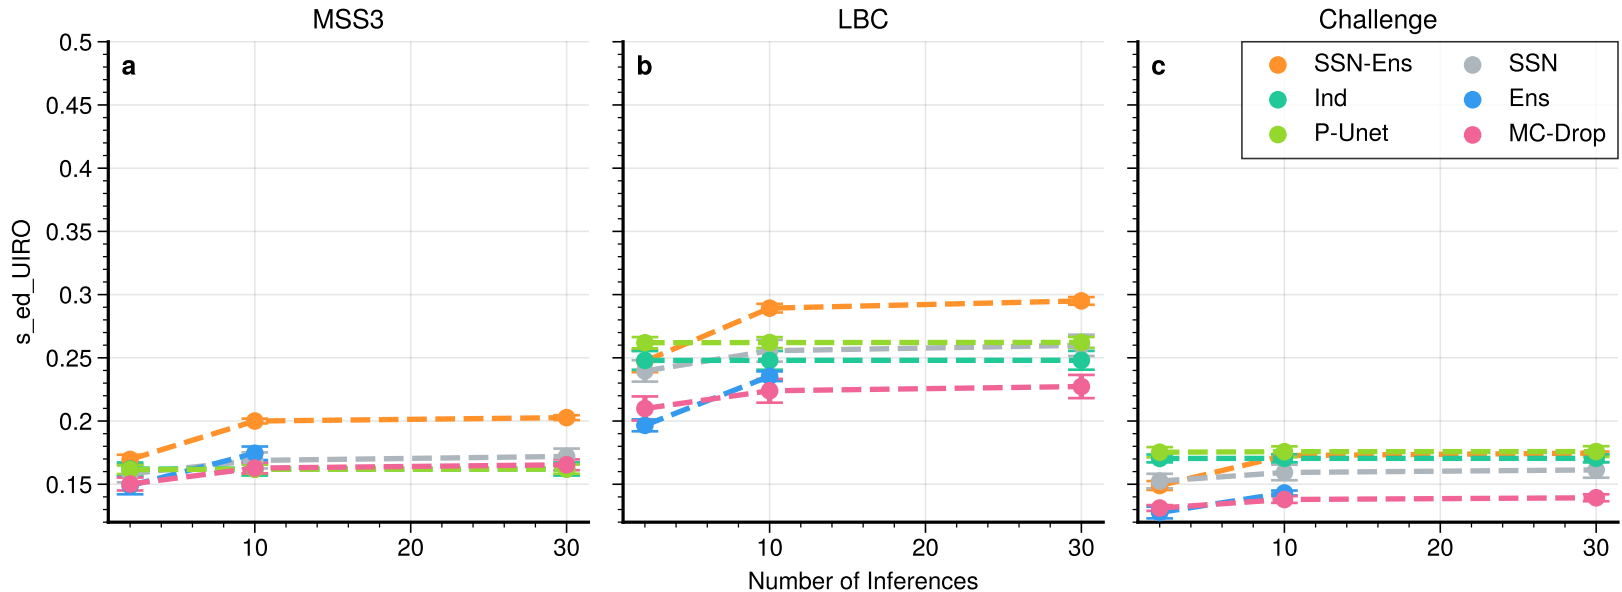 MSS3
LBC
Challenge
a
b
c
SSN-Ens
SSN
Ind
Ens
P-Unet
MC-Drop
s_ed_UIRO
0.5
0.45
0.4
0.35
0.3
0.25
0.2
0.15
10 20 30
10 20 30
10 20 30
Number of Inferences